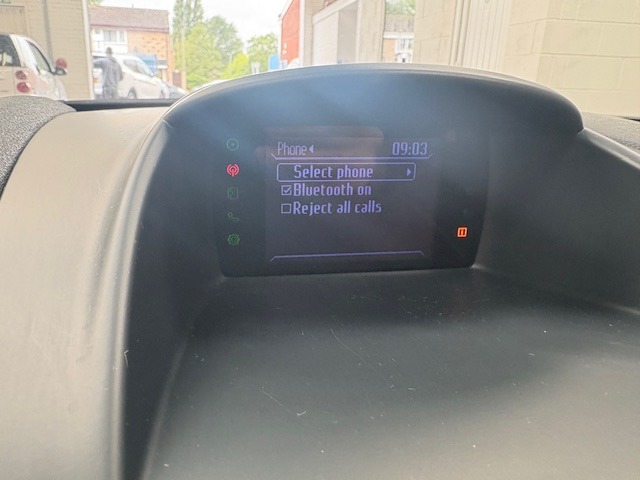 Phone 09:03
Select phone
Bluetooth on
Reject all calls